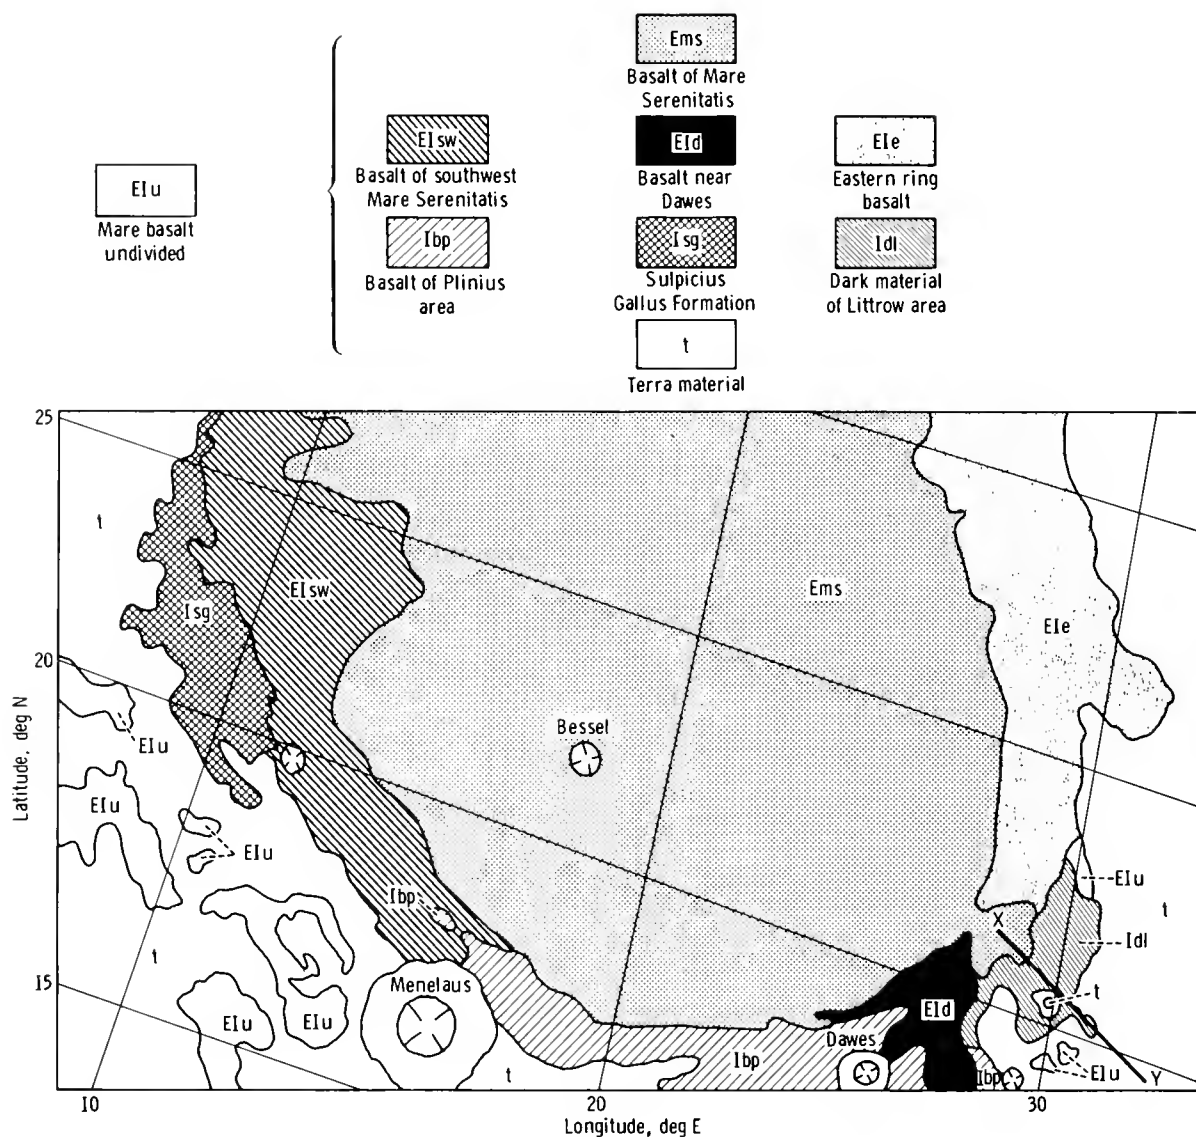 Ems
Basalt of Mare
Serenitatis
EIu
Mare basalt
undivided
EIsw
Basalt of southwest
Mare Serenitatis
EId
Basalt near
Dawes
EIe
Eastern ring
basalt
Ibp
Basalt of Plinius
area
Isg
Sulpicius
Gallus Formation
Idl
Dark material
of Littrow area
t
Terra material
25
20
15
Latitude, deg N
t
Isg
EIsw
Ems
EIe
Bessel
EIu
EIu
EIu
Ibp
EIu
t
Idl
X
t
Menelaus
EIu
EIu
t
Ibp
Dawes
EId
t
Ibp
EIu
Y
10
20
30
Longitude, deg E